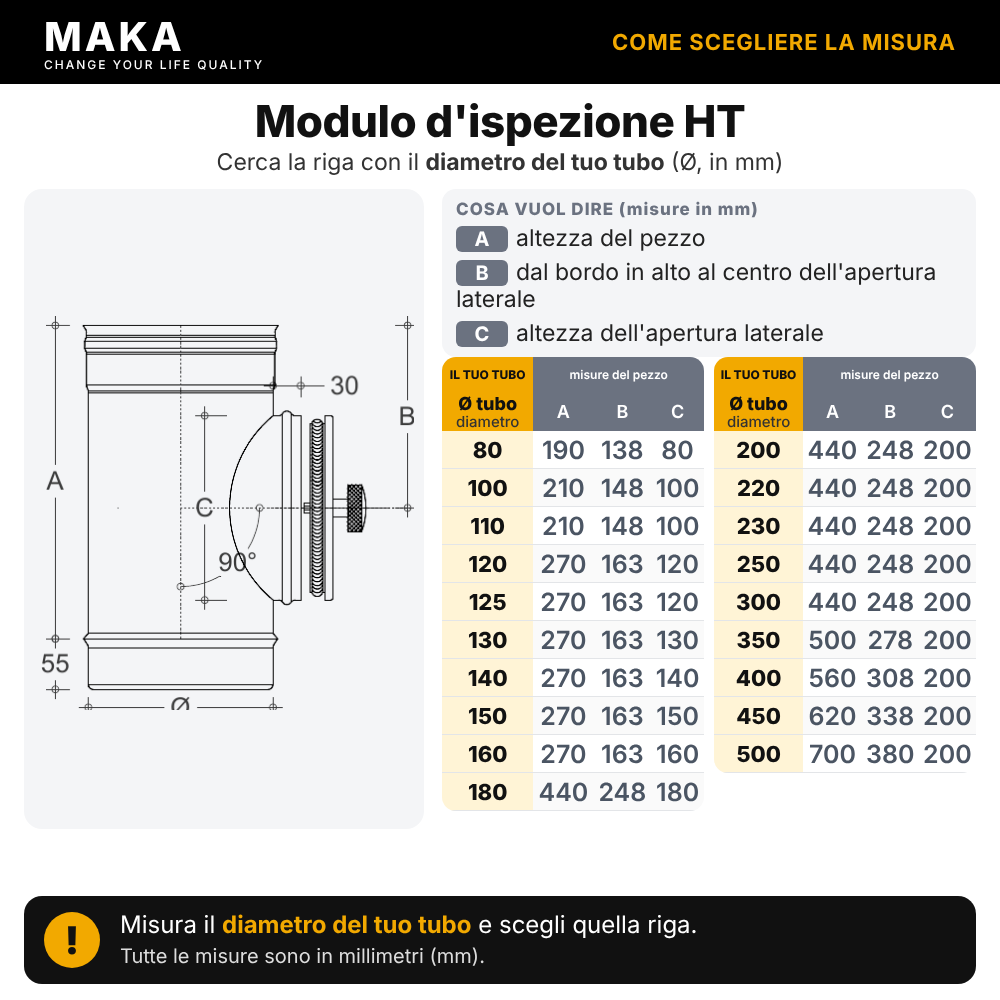 MAKA
CHANGE YOUR LIFE QUALITY
COME SCEGLIERE LA MISURA
Modulo d'ispezione HT
Cerca la riga con il diametro del tuo tubo (Ø, in mm)
A
55
Ø
C
90°
30
B
COSA VUOL DIRE (misure in mm)
A altezza del pezzo
B dal bordo in alto al centro dell'apertura
laterale
C altezza dell'apertura laterale
IL TUO TUBO misure del pezzo
Ø tubo
diametro A B C
80 190 138 80
100 210 148 100
110 210 148 100
120 270 163 120
125 270 163 120
130 270 163 130
140 270 163 140
150 270 163 150
160 270 163 160
180 440 248 180
IL TUO TUBO misure del pezzo
Ø tubo
diametro A B C
200 440 248 200
220 440 248 200
230 440 248 200
250 440 248 200
300 440 248 200
350 500 278 200
400 560 308 200
450 620 338 200
500 700 380 200
! Misura il diametro del tuo tubo e scegli quella riga.
Tutte le misure sono in millimetri (mm).